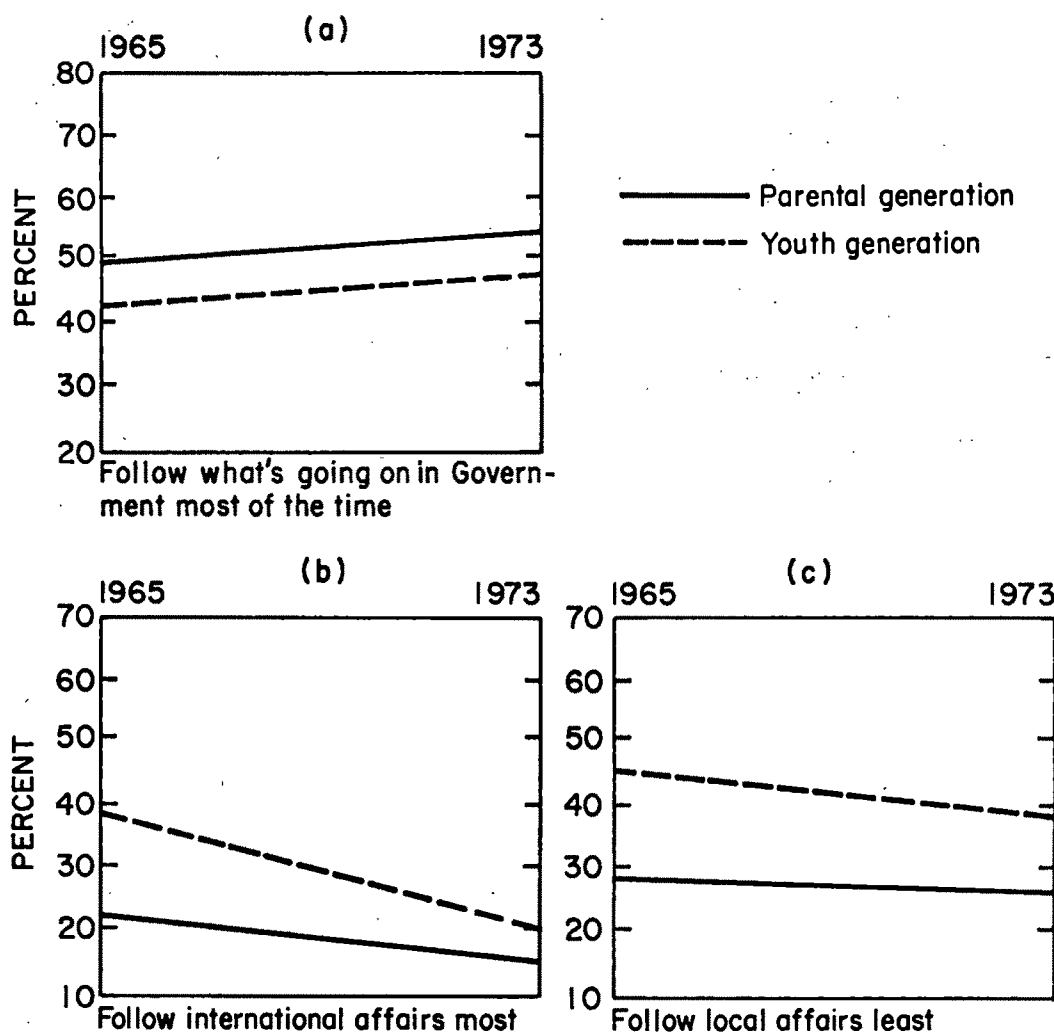 (a)
1965 1973
80
70
60
50
40
30
20
PERCENT
Parental generation
Youth generation
Follow what's going on in Govern-
ment most of the time
(b)
1965 1973
70
60
50
40
30
20
10
PERCENT
Follow international affairs most
(c)
1965 1973
70
60
50
40
30
20
10
Follow local affairs least